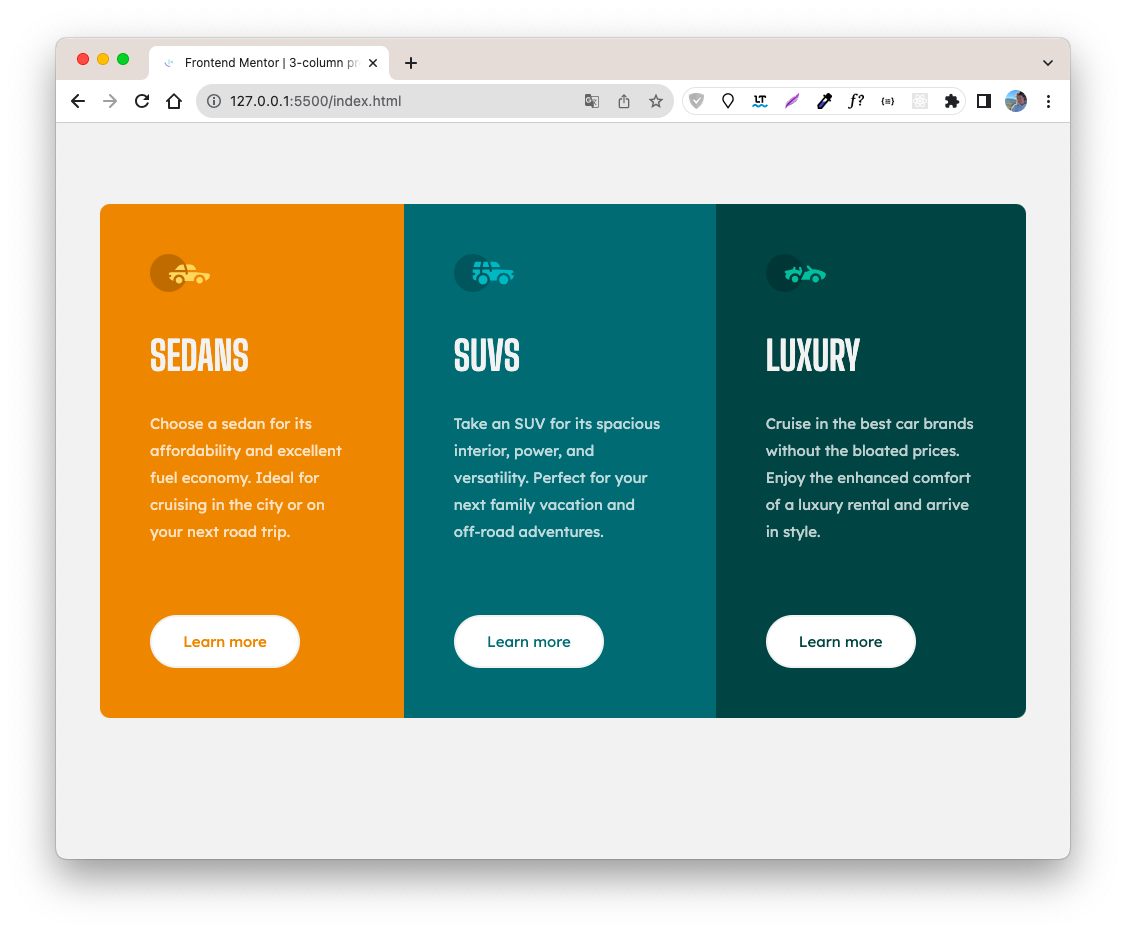 Frontend Mentor | 3-column pr
127.0.0.1:5500/index.html
LT
f?
{≡}
SEDANS
Choose a sedan for its
affordability and excellent
fuel economy. Ideal for
cruising in the city or on
your next road trip.
Learn more
SUVS
Take an SUV for its spacious
interior, power, and
versatility. Perfect for your
next family vacation and
off-road adventures.
Learn more
LUXURY
Cruise in the best car brands
without the bloated prices.
Enjoy the enhanced comfort
of a luxury rental and arrive
in style.
Learn more